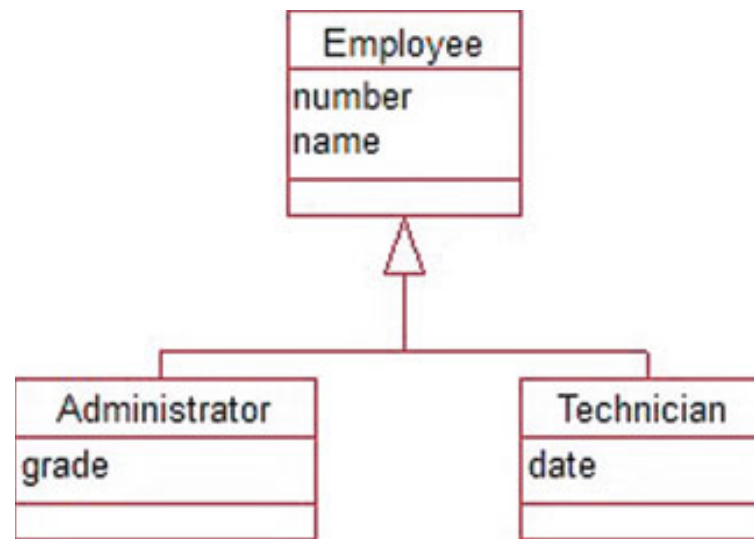 Employee
number
name
Administrator
grade
Technician
date